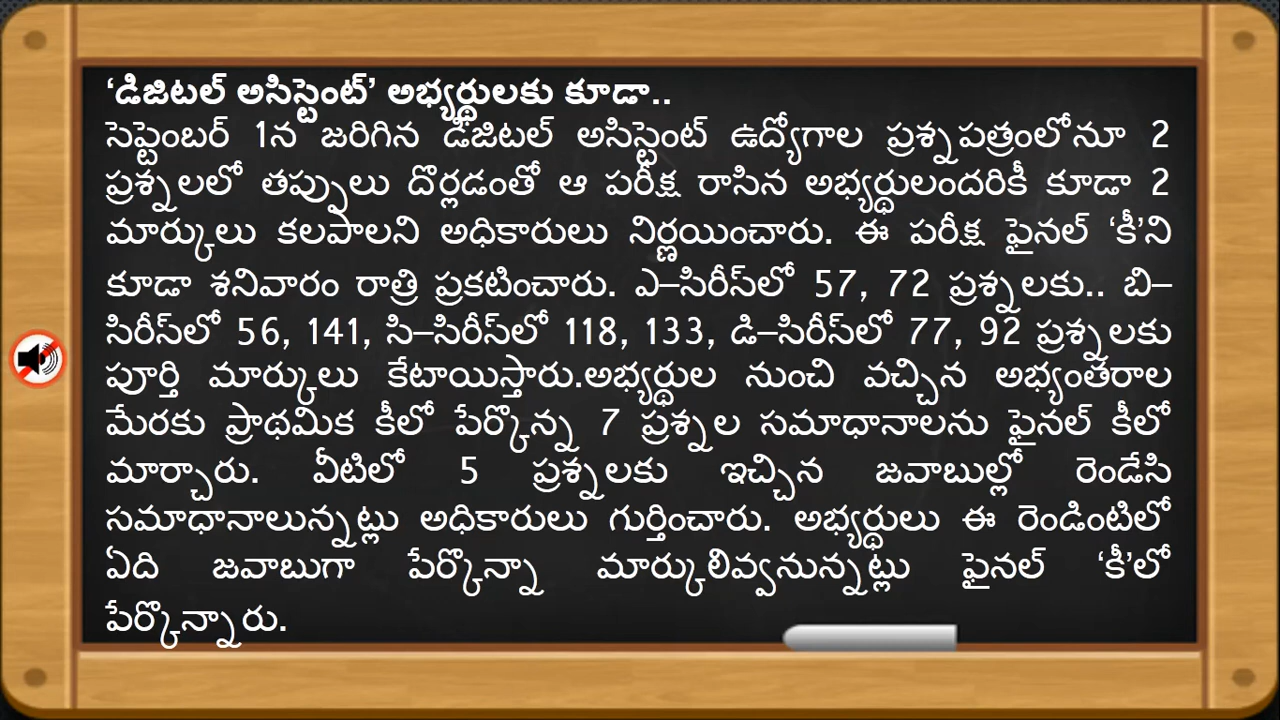 ‘డిజిటల్ అసిస్టెంట్’ అభ్యర్థులకు కూడా..
సెప్టెంబర్ 1న జరిగిన డిజిటల్ అసిస్టెంట్ ఉద్యోగాల ప్రశ్నపత్రంలోనూ 2
ప్రశ్నలలో తప్పులు దొర్లడంతో ఆ పరీక్ష రాసిన అభ్యర్థులందరికీ కూడా 2
మార్కులు కలపాలని అధికారులు నిర్ణయించారు. ఈ పరీక్ష ఫైనల్ ‘కీ’ని
కూడా శనివారం రాత్రి ప్రకటించారు. ఎ–సిరీస్‌లో 57, 72 ప్రశ్నలకు.. బి–
సిరీస్‌లో 56, 141, సి–సిరీస్‌లో 118, 133, డి–సిరీస్‌లో 77, 92 ప్రశ్నలకు
పూర్తి మార్కులు కేటాయిస్తారు.అభ్యర్థుల నుంచి వచ్చిన అభ్యంతరాల
మేరకు ప్రాథమిక కీలో పేర్కొన్న 7 ప్రశ్నల సమాధానాలను ఫైనల్ కీలో
మార్చారు. వీటిలో 5 ప్రశ్నలకు ఇచ్చిన జవాబుల్లో రెండేసి
సమాధానాలున్నట్లు అధికారులు గుర్తించారు. అభ్యర్థులు ఈ రెండింటిలో
ఏది జవాబుగా పేర్కొన్నా మార్కులివ్వనున్నట్లు ఫైనల్ ‘కీ’లో
పేర్కొన్నారు.